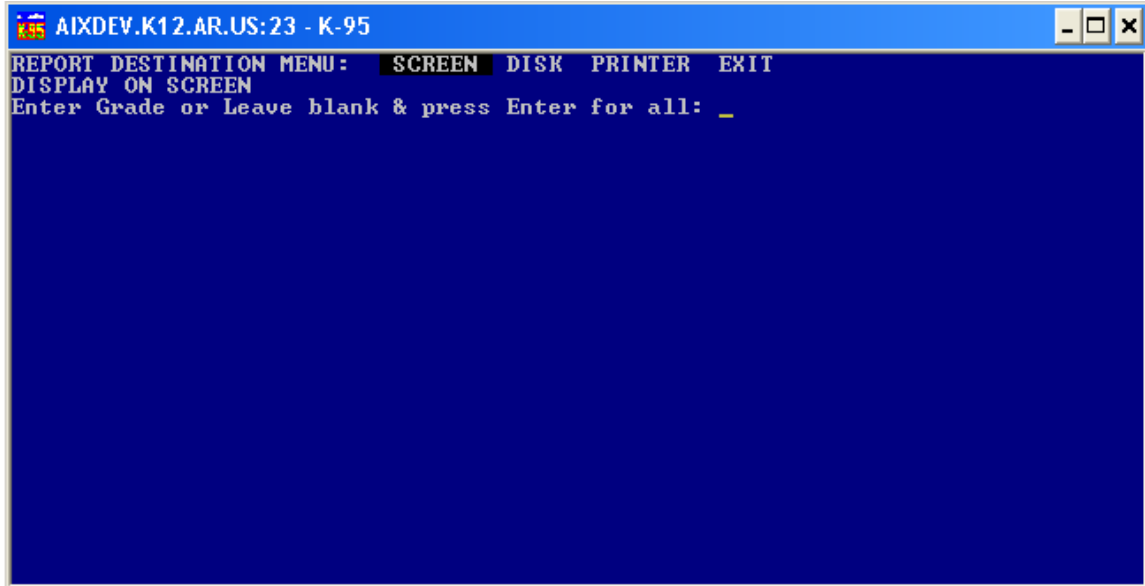 K-95 AIXDEV.K12.AR.US:23 - K-95
REPORT DESTINATION MENU: SCREEN DISK PRINTER EXIT
DISPLAY ON SCREEN
Enter Grade or Leave blank & press Enter for all: _